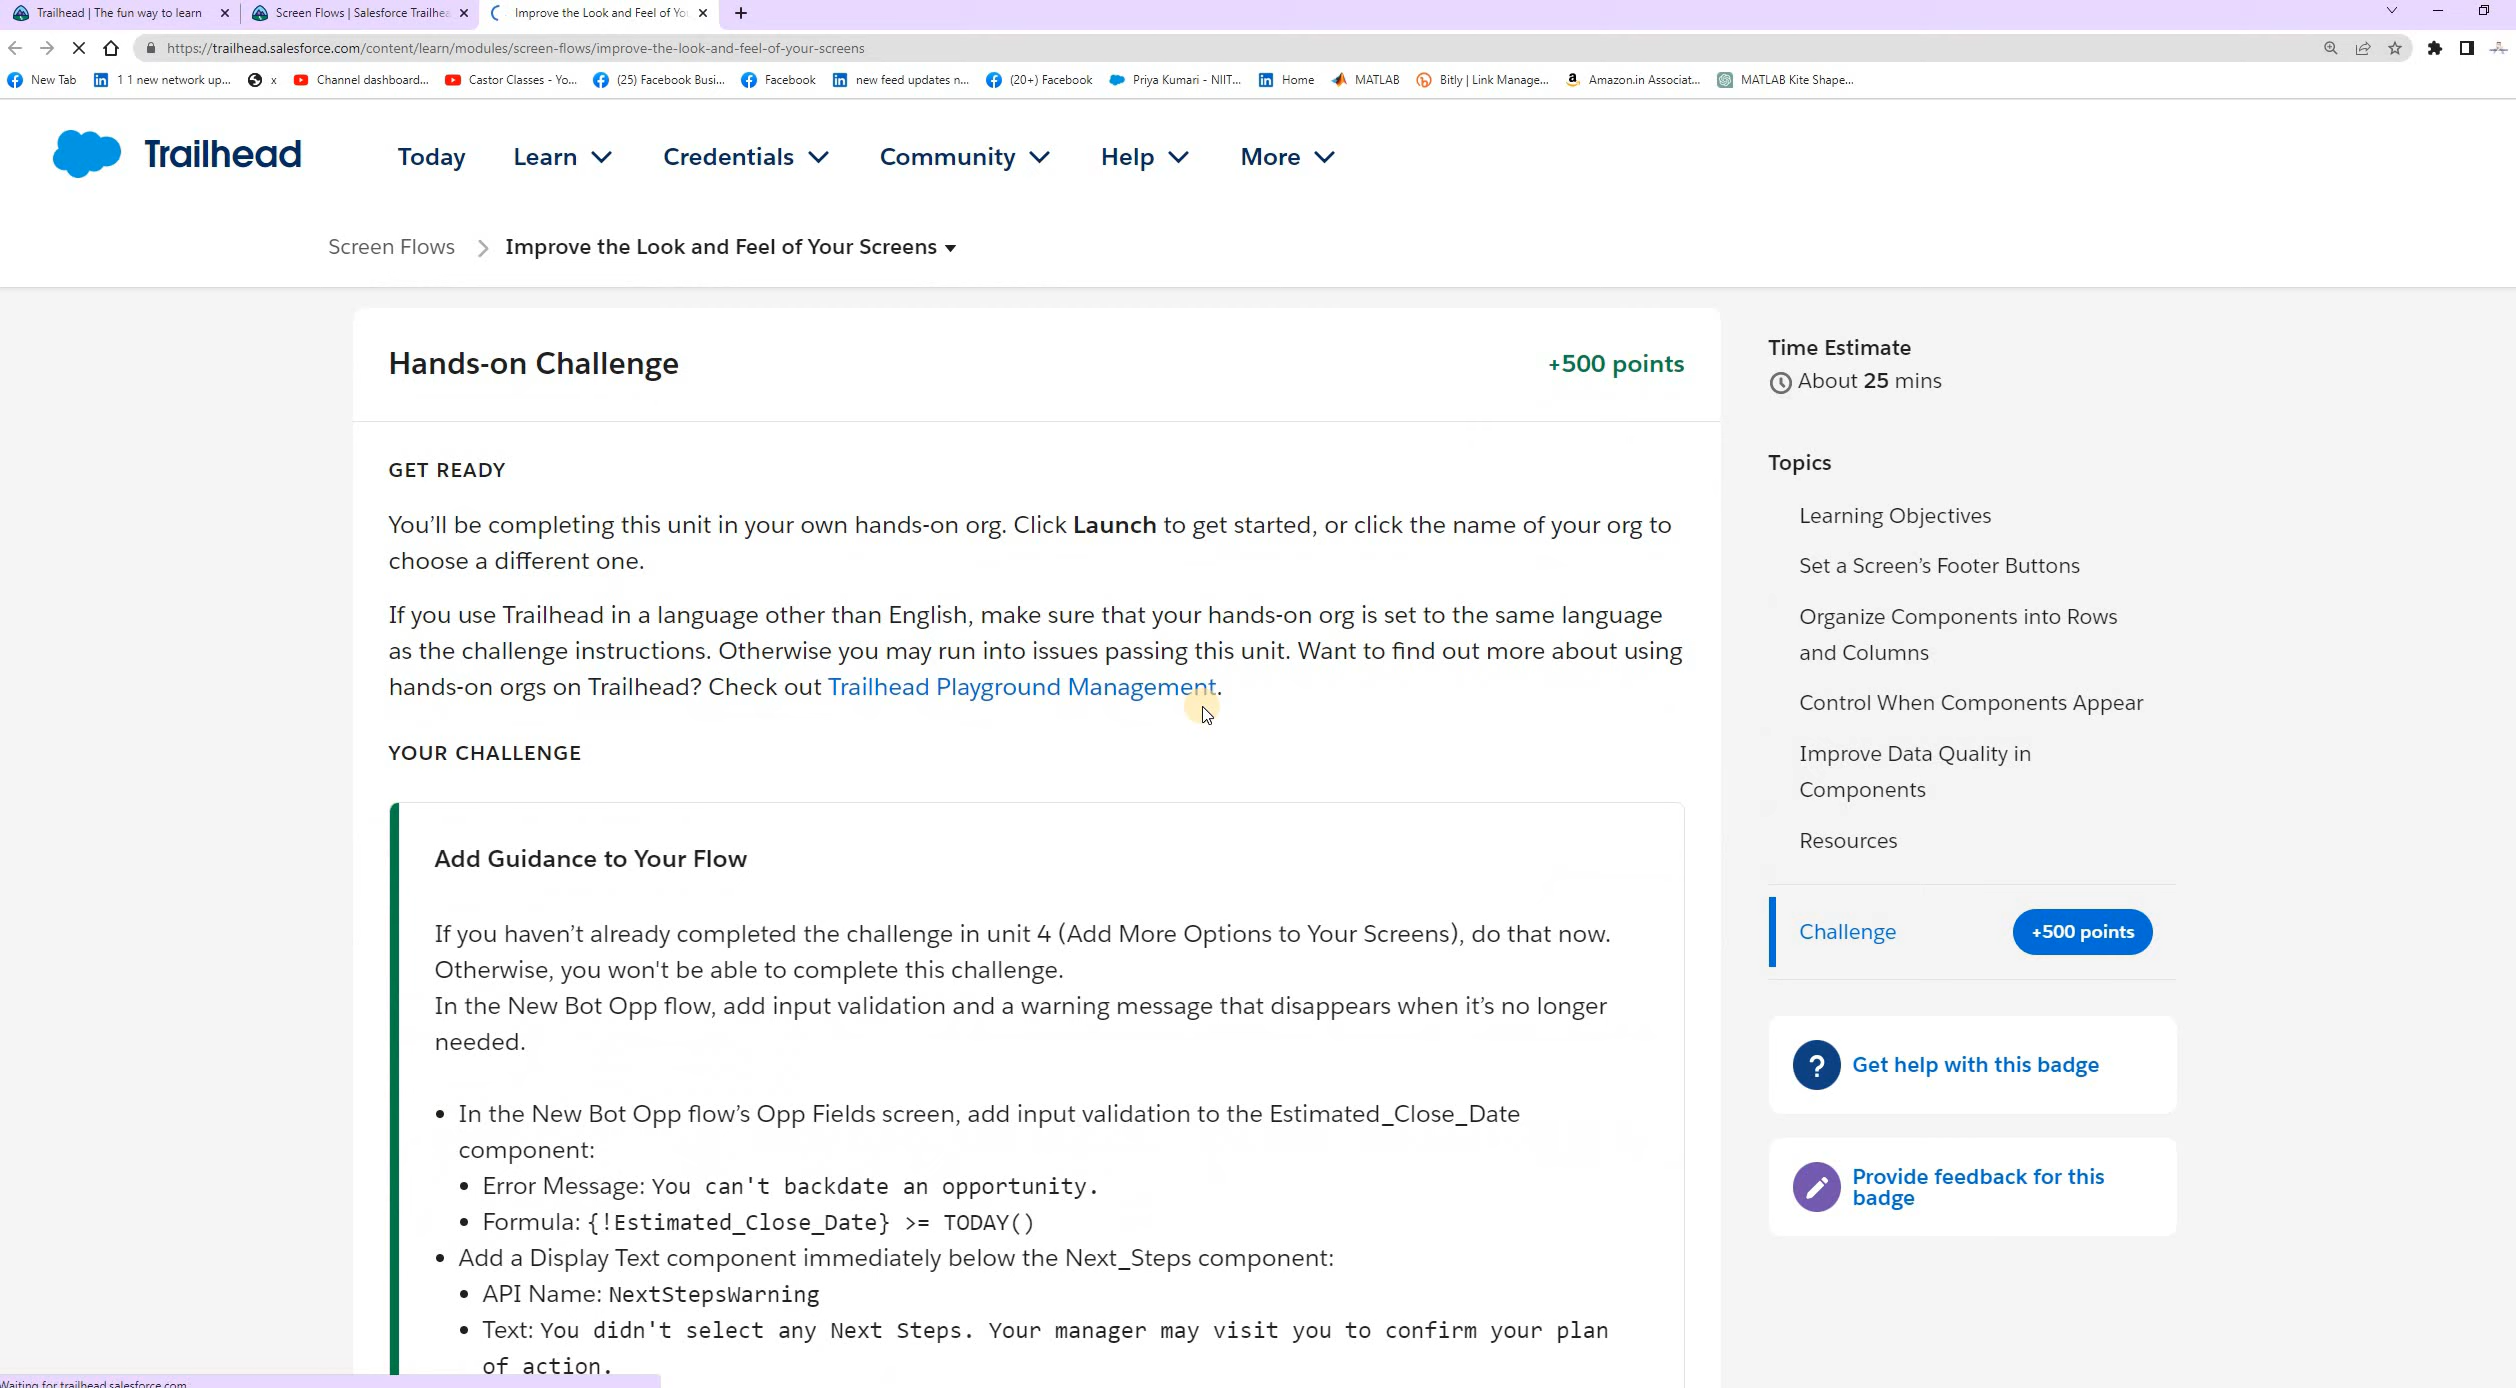 Trailhead | The fun way to learn
Screen Flows | Salesforce Trailhea
Improve the Look and Feel of Yo
https://trailhead.salesforce.com/content/learn/modules/screen-flows/improve-the-look-and-feel-of-your-screens
New Tab
1 1 new network up...
x
Channel dashboard...
Castor Classes - Yo...
(25) Facebook Busi...
Facebook
new feed updates n...
(20+) Facebook
Priya Kumari - NIIT...
Home
MATLAB
Bitly | Link Manage...
Amazon.in Associat...
MATLAB Kite Shape...
Trailhead
Today
Learn
Credentials
Community
Help
More
Screen Flows
Improve the Look and Feel of Your Screens
Hands-on Challenge
+500 points
GET READY
You'll be completing this unit in your own hands-on org. Click Launch to get started, or click the name of your org to
choose a different one.
If you use Trailhead in a language other than English, make sure that your hands-on org is set to the same language
as the challenge instructions. Otherwise you may run into issues passing this unit. Want to find out more about using
hands-on orgs on Trailhead? Check out Trailhead Playground Management.
YOUR CHALLENGE
Add Guidance to Your Flow
If you haven't already completed the challenge in unit 4 (Add More Options to Your Screens), do that now.
Otherwise, you won't be able to complete this challenge.
In the New Bot Opp flow, add input validation and a warning message that disappears when it's no longer
needed.
• In the New Bot Opp flow's Opp Fields screen, add input validation to the Estimated_Close_Date
component:
• Error Message: You can't backdate an opportunity.
• Formula: {!Estimated_Close_Date} >= TODAY()
• Add a Display Text component immediately below the Next_Steps component:
• API Name: NextStepsWarning
• Text: You didn't select any Next Steps. Your manager may visit you to confirm your plan
of action.
Time Estimate
About 25 mins
Topics
Learning Objectives
Set a Screen's Footer Buttons
Organize Components into Rows
and Columns
Control When Components Appear
Improve Data Quality in
Components
Resources
Challenge
+500 points
Get help with this badge
Provide feedback for this
badge
Waiting for trailhead.salesforce.com